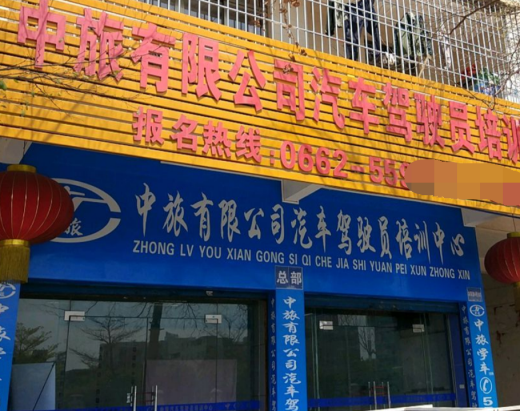 中旅有限公司汽车驾驶员培训
报名热线:0662-55
旅
中旅有限公司汽车驾驶员培训中心
ZHONG LV YOU XIAN GONG SI QI CHE JIA SHI YUAN PEI XUN ZHONG XIN
总部
中旅有限公司汽车驾
中旅学车
5